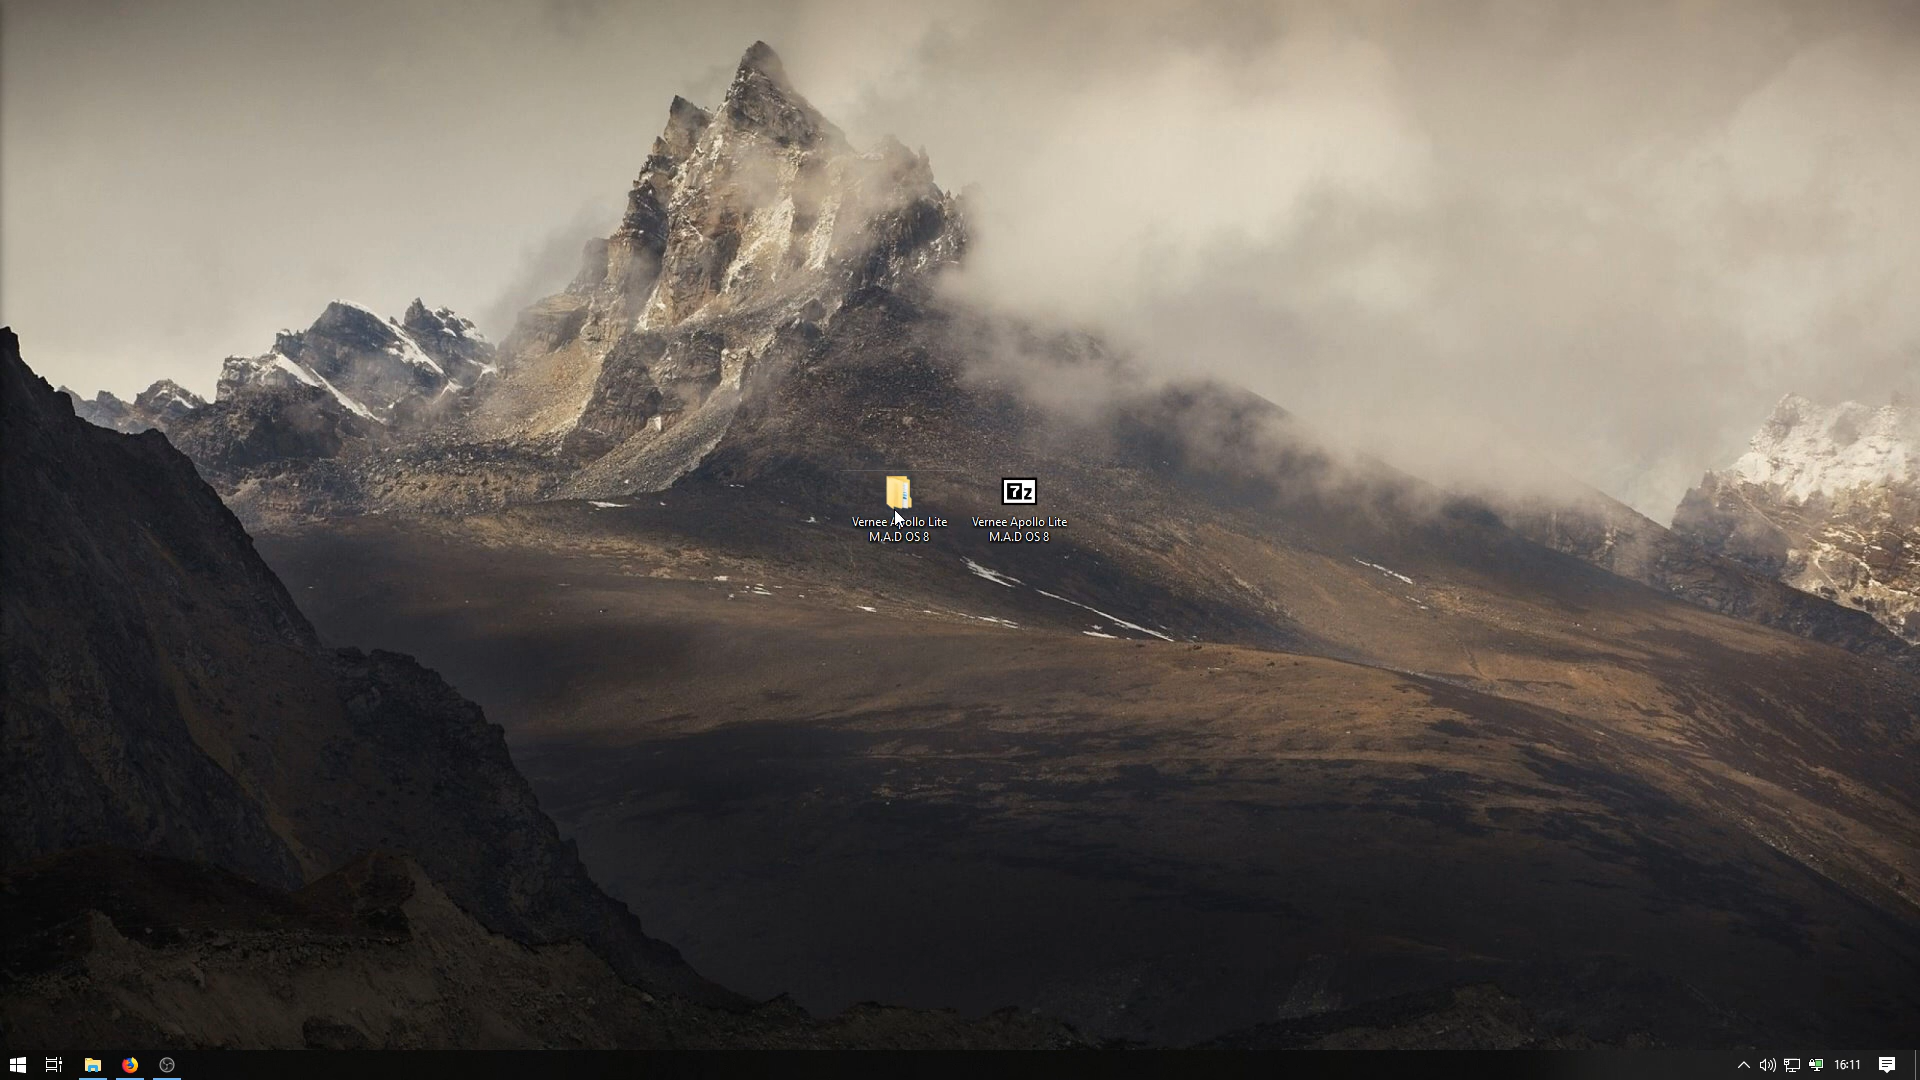 7z
Vernee Apollo Lite
M.A.D OS 8
Vernee Apollo Lite
M.A.D OS 8
16:11